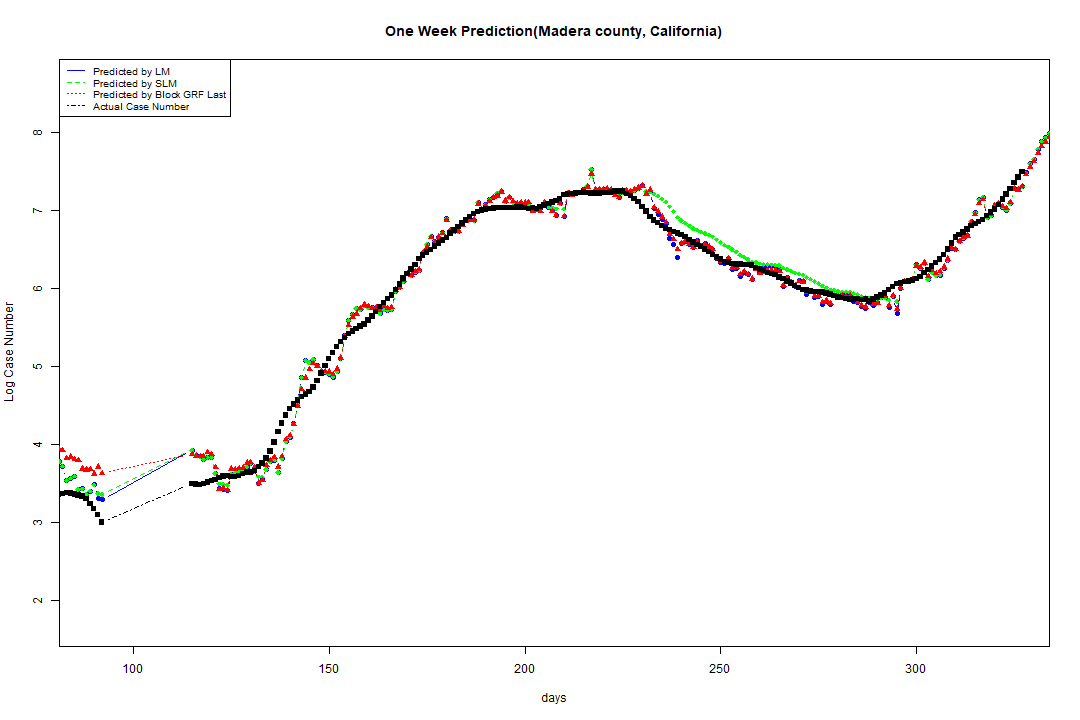 One Week Prediction(Madera county, California)
Predicted by LM
Predicted by SLM
Predicted by Block GRF Last
Actual Case Number
8
7
6
5
4
3
2
Log Case Number
100 150 200 250 300
days